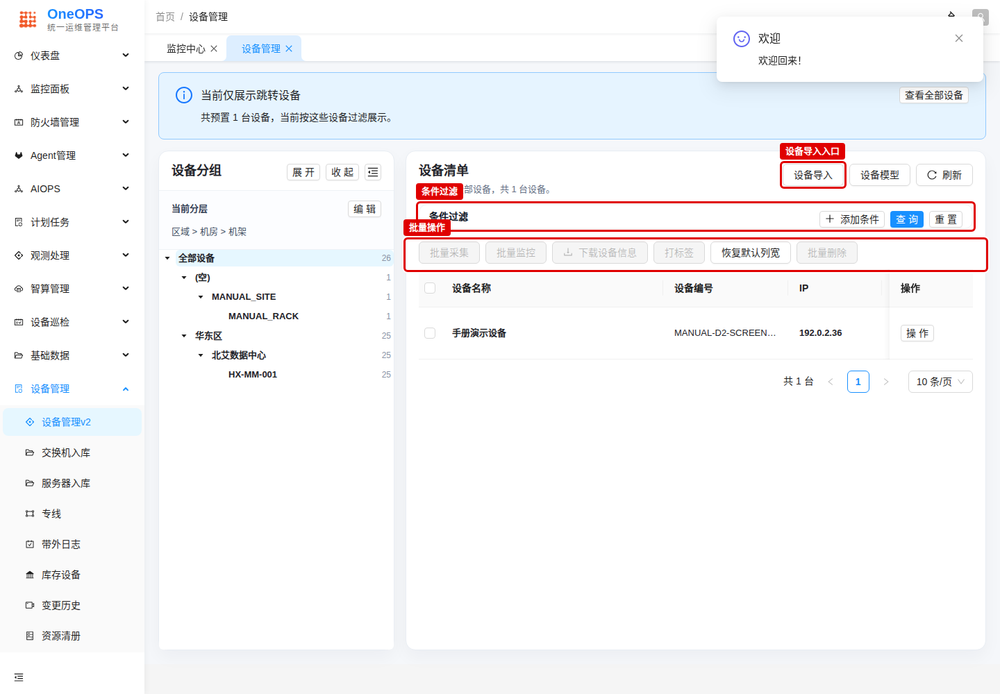 OneOPS
统一运维管理平台
仪表盘
监控面板
防火墙管理
Agent管理
AIOPS
计划任务
观测处理
智算管理
设备巡检
基础数据
设备管理
设备管理v2
交换机入库
服务器入库
专线
带外日志
库存设备
变更历史
资源清册
首页 / 设备管理
监控中心
设备管理
欢迎
欢迎回来！
当前仅展示跳转设备
查看全部设备
共预置 1 台设备，当前按这些设备过滤展示。
设备分组
展 开
收 起
当前分层
编 辑
区域 > 机房 > 机架
全部设备 26
(空) 1
MANUAL_SITE 1
MANUAL_RACK 1
华东区 25
北艾数据中心 25
HX-MM-001 25
设备导入入口
设备清单
设备导入
设备模型
刷新
条件过滤
部设备，共 1 台设备。
条件过滤
添加条件
查 询
重 置
批量操作
批量采集
批量监控
下载设备信息
打标签
恢复默认列宽
批量删除
设备名称 设备编号 IP 操作
手册演示设备 MANUAL-D2-SCREEN… 192.0.2.36 操 作
共 1 台 1 10 条/页